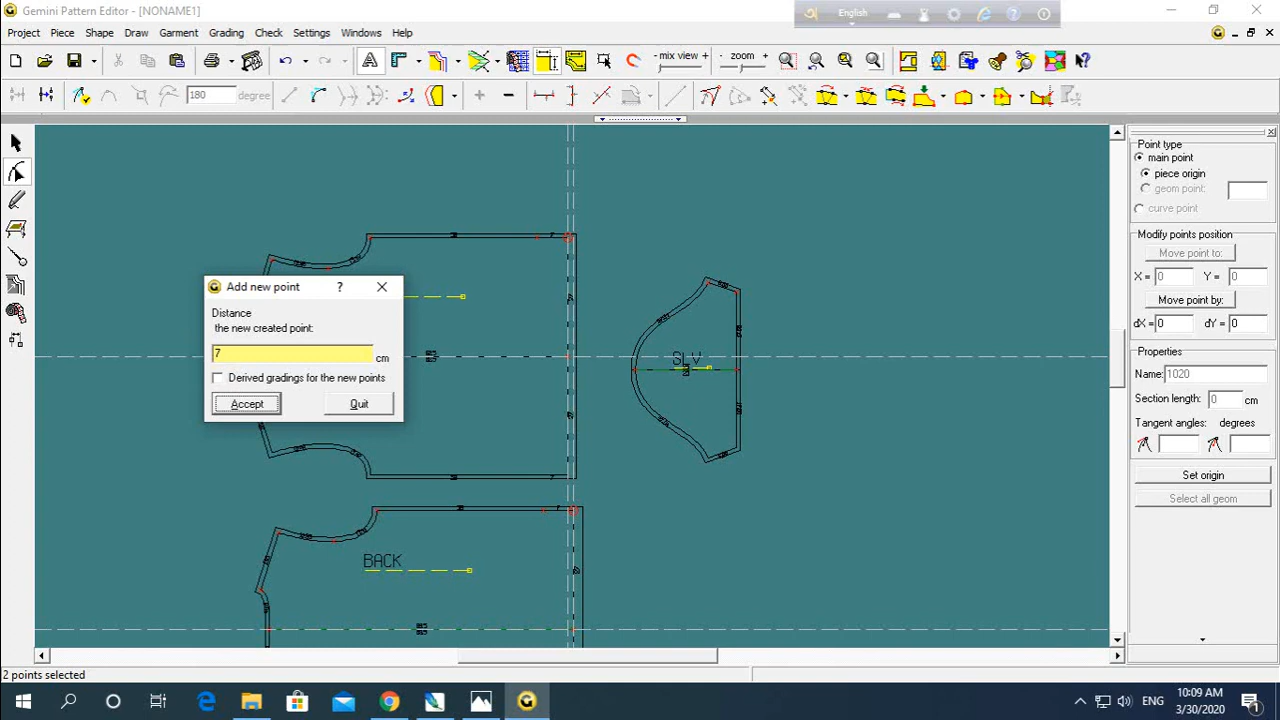 Gemini Pattern Editor - [NONAME1]
English
Project Piece Shape Draw Garment Grading Check Settings Windows Help
mix view
zoom
180 degree
Point type
main point
piece origin
geom point:
curve point
Modify points position
Move point to:
X = 0 Y = 0
Move point by:
dX = 0 dY = 0
Properties
Name: 1020
Section length: 0 cm
Tangent angles: degrees
Set origin
Select all geom
Add new point
Distance
the new created point:
7 cm
Derived gradings for the new points
Accept Quit
SLV
BACK
2 points selected
ENG
10:09 AM
3/30/2020
1